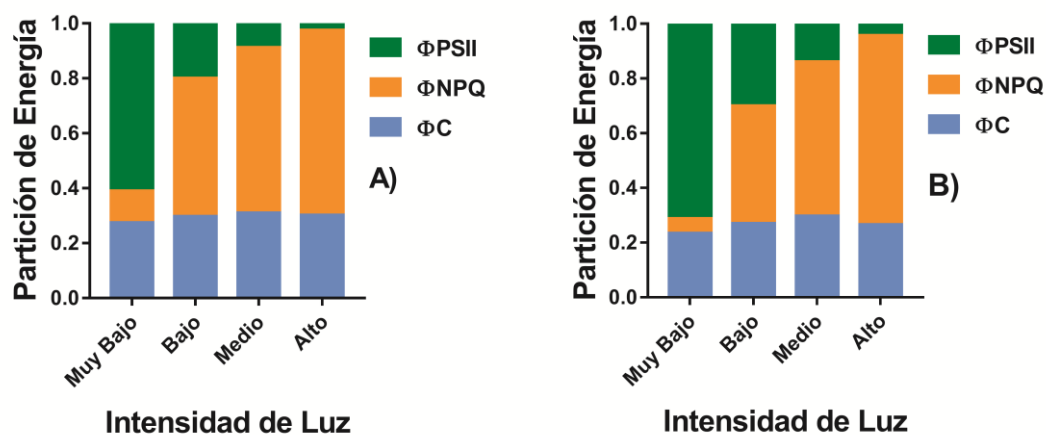 Partición de Energía
1.0
0.8
0.6
0.4
0.2
0.0
Muy Bajo
Bajo
Medio
Alto
Intensidad de Luz
ΦPSII
ΦNPQ
ΦC
A)
Partición de Energía
1.0
0.8
0.6
0.4
0.2
0.0
Muy Bajo
Bajo
Medio
Alto
Intensidad de Luz
ΦPSII
ΦNPQ
ΦC
B)